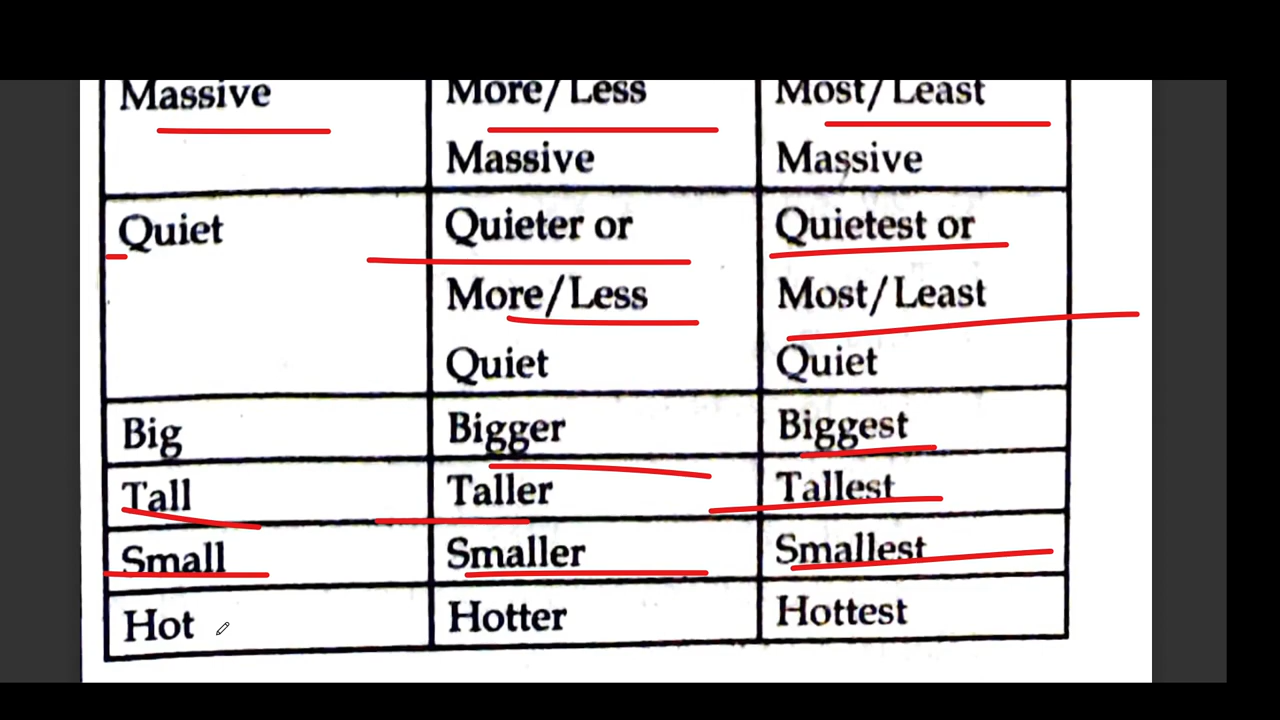 Massive More/Less Most/Least
Massive Massive
Quiet Quieter or Quietest or
More/Less Most/Least
Quiet Quiet
Big Bigger Biggest
Tall Taller Tallest
Small Smaller Smallest
Hot Hotter Hottest